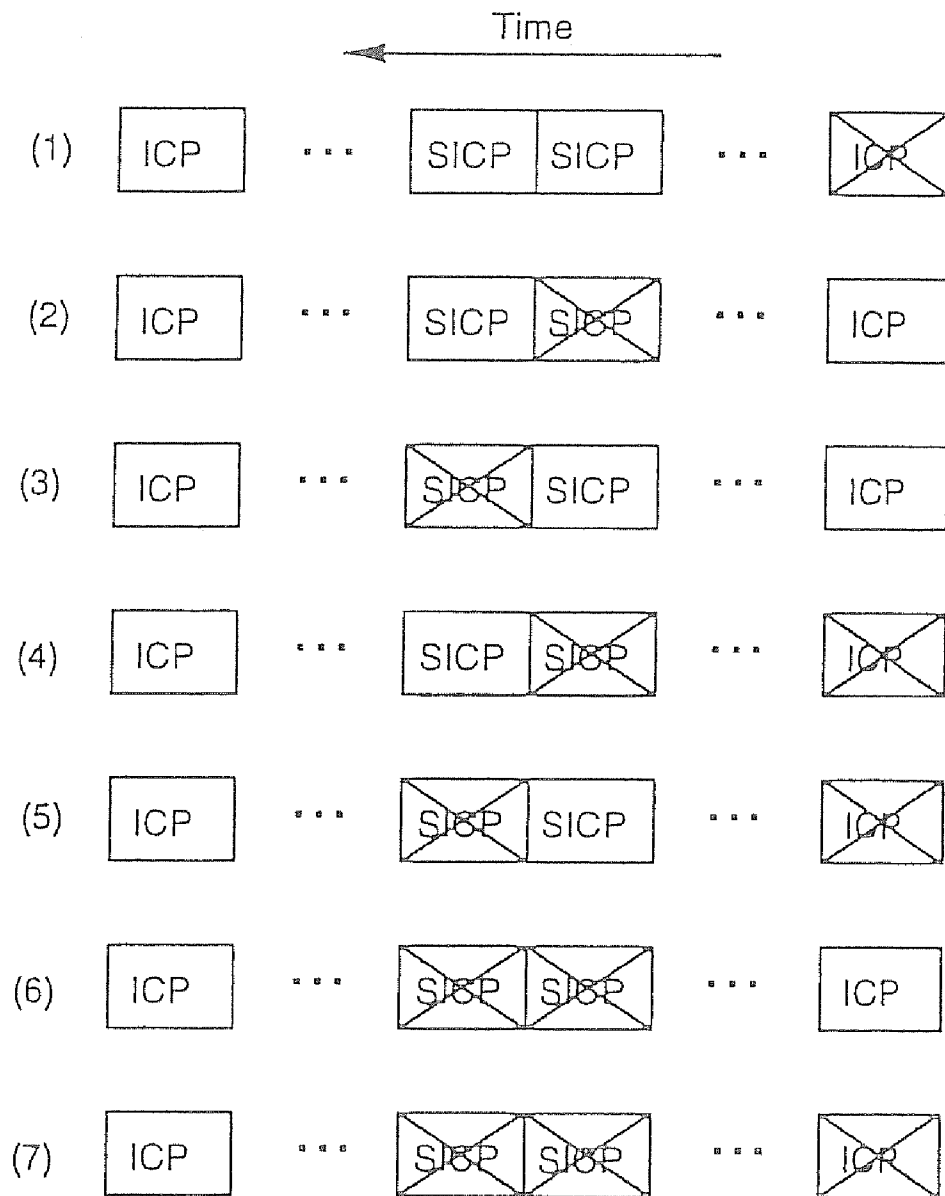 Time
(1) ICP ... SICP SICP ... ICP
(2) ICP ... SICP SICP ... ICP
(3) ICP ... SICP SICP ... ICP
(4) ICP ... SICP SICP ... ICP
(5) ICP ... SICP SICP ... ICP
(6) ICP ... SICP SICP ... ICP
(7) ICP ... SICP SICP ... ICP